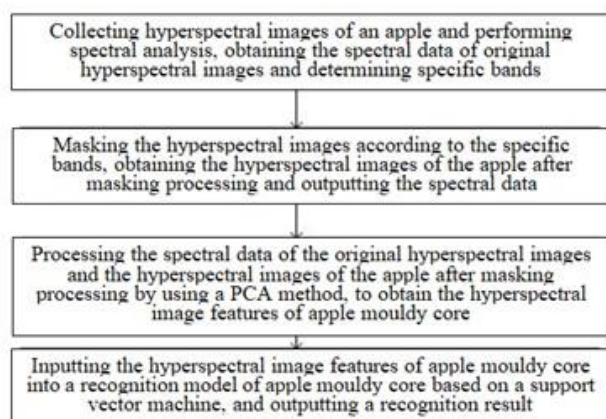 Collecting hyperspectral images of an apple and performing
spectral analysis, obtaining the spectral data of original
hyperspectral images and determining specific bands
Masking the hyperspectral images according to the specific
bands, obtaining the hyperspectral images of the apple after
masking processing and outputting the spectral data
Processing the spectral data of the original hyperspectral images
and the hyperspectral images of the apple after masking
processing by using a PCA method, to obtain the hyperspectral
image features of apple mouldy core
Inputting the hyperspectral image features of apple mouldy core
into a recognition model of apple mouldy core based on a support
vector machine, and outputting a recognition result